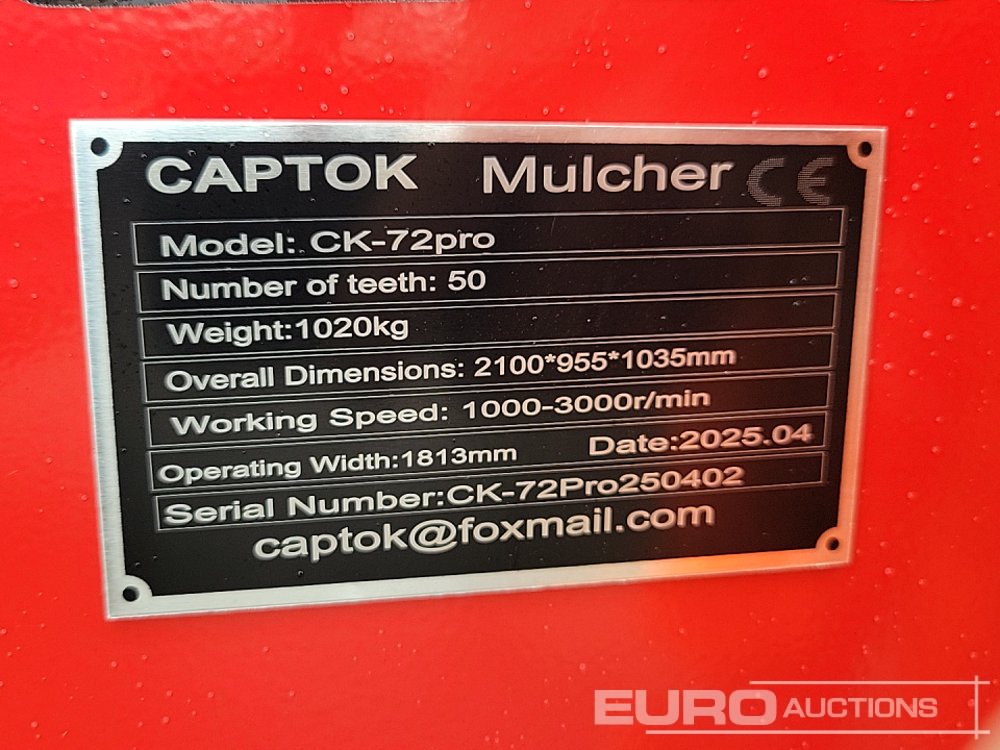 CAPTOK Mulcher CE
Model: CK-72pro
Number of teeth: 50
Weight:1020kg
Overall Dimensions: 2100*955*1035mm
Working Speed: 1000-3000r/min
Operating Width:1813mm Date:2025.04
Serial Number:CK-72Pro250402
captok@foxmail.com
EURO AUCTIONS